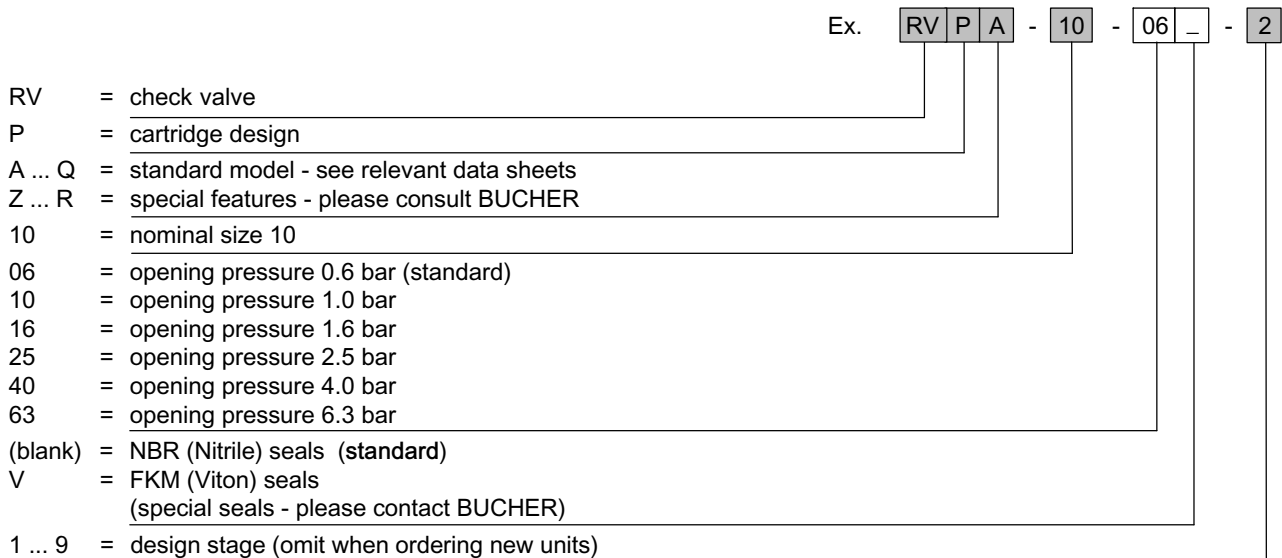 Ex. RV P A - 10 - 06 _ - 2
RV = check valve
P = cartridge design
A ... Q = standard model - see relevant data sheets
Z ... R = special features - please consult BUCHER
10 = nominal size 10
06 = opening pressure 0.6 bar (standard)
10 = opening pressure 1.0 bar
16 = opening pressure 1.6 bar
25 = opening pressure 2.5 bar
40 = opening pressure 4.0 bar
63 = opening pressure 6.3 bar
(blank) = NBR (Nitrile) seals (standard)
V = FKM (Viton) seals
(special seals - please contact BUCHER)
1 ... 9 = design stage (omit when ordering new units)